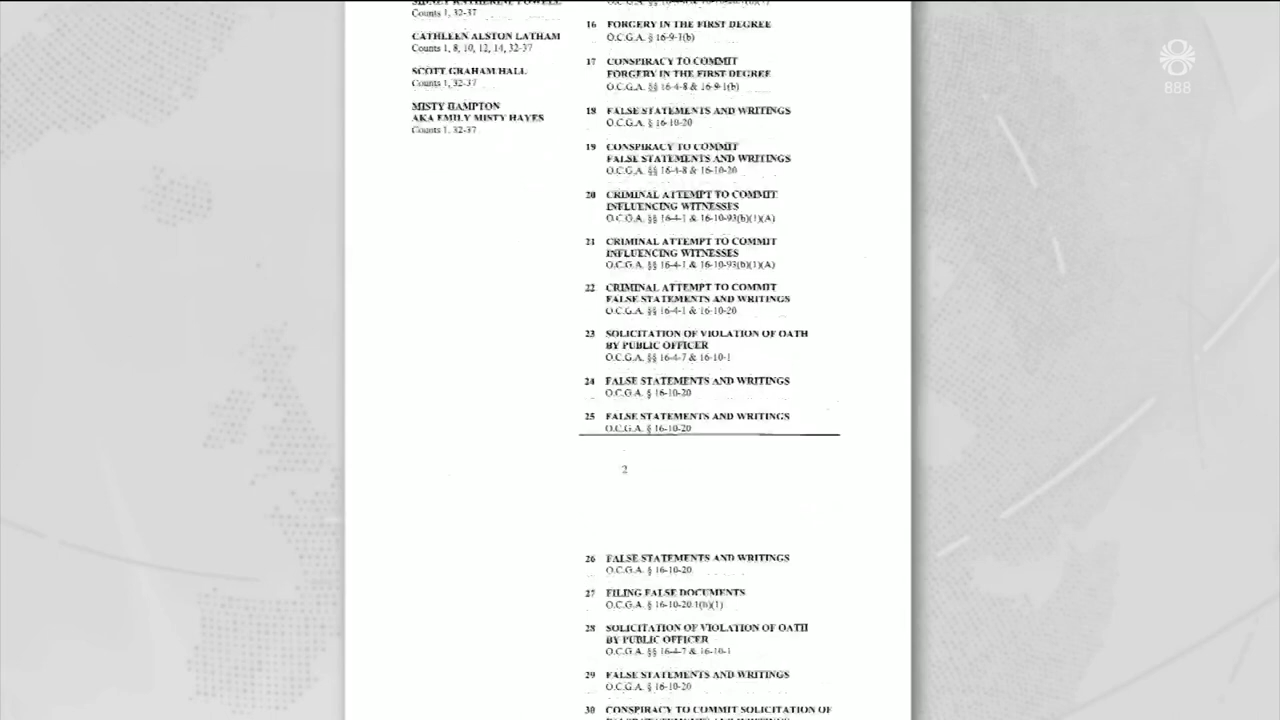 Counts 1, 32-37
CATHLEEN ALSTON LATHAM
Counts 1, 8, 10, 12, 14, 32-37
SCOTT GRAHAM HALL
Counts 1, 32-37
MISTY HAMPTON
AKA EMILY MISTY HAYES
Counts 1, 32-37
16 FORGERY IN THE FIRST DEGREE
O.C.G.A. § 16-9-1(b)
17 CONSPIRACY TO COMMIT
FORGERY IN THE FIRST DEGREE
O.C.G.A. §§ 16-4-8 & 16-9-1(b)
18 FALSE STATEMENTS AND WRITINGS
O.C.G.A. § 16-10-20
19 CONSPIRACY TO COMMIT
FALSE STATEMENTS AND WRITINGS
O.C.G.A. §§ 16-4-8 & 16-10-20
20 CRIMINAL ATTEMPT TO COMMIT
INFLUENCING WITNESSES
O.C.G.A. §§ 16-4-1 & 16-10-93(b)(1)(A)
21 CRIMINAL ATTEMPT TO COMMIT
INFLUENCING WITNESSES
O.C.G.A. §§ 16-4-1 & 16-10-93(b)(1)(A)
22 CRIMINAL ATTEMPT TO COMMIT
FALSE STATEMENTS AND WRITINGS
O.C.G.A. §§ 16-4-1 & 16-10-20
23 SOLICITATION OF VIOLATION OF OATH
BY PUBLIC OFFICER
O.C.G.A. §§ 16-4-7 & 16-10-1
24 FALSE STATEMENTS AND WRITINGS
O.C.G.A. § 16-10-20
25 FALSE STATEMENTS AND WRITINGS
O.C.G.A. § 16-10-20
2
26 FALSE STATEMENTS AND WRITINGS
O.C.G.A. § 16-10-20
27 FILING FALSE DOCUMENTS
O.C.G.A. § 16-10-20.1(b)(1)
28 SOLICITATION OF VIOLATION OF OATH
BY PUBLIC OFFICER
O.C.G.A. §§ 16-4-7 & 16-10-1
29 FALSE STATEMENTS AND WRITINGS
O.C.G.A. § 16-10-20
30 CONSPIRACY TO COMMIT SOLICITATION OF
888